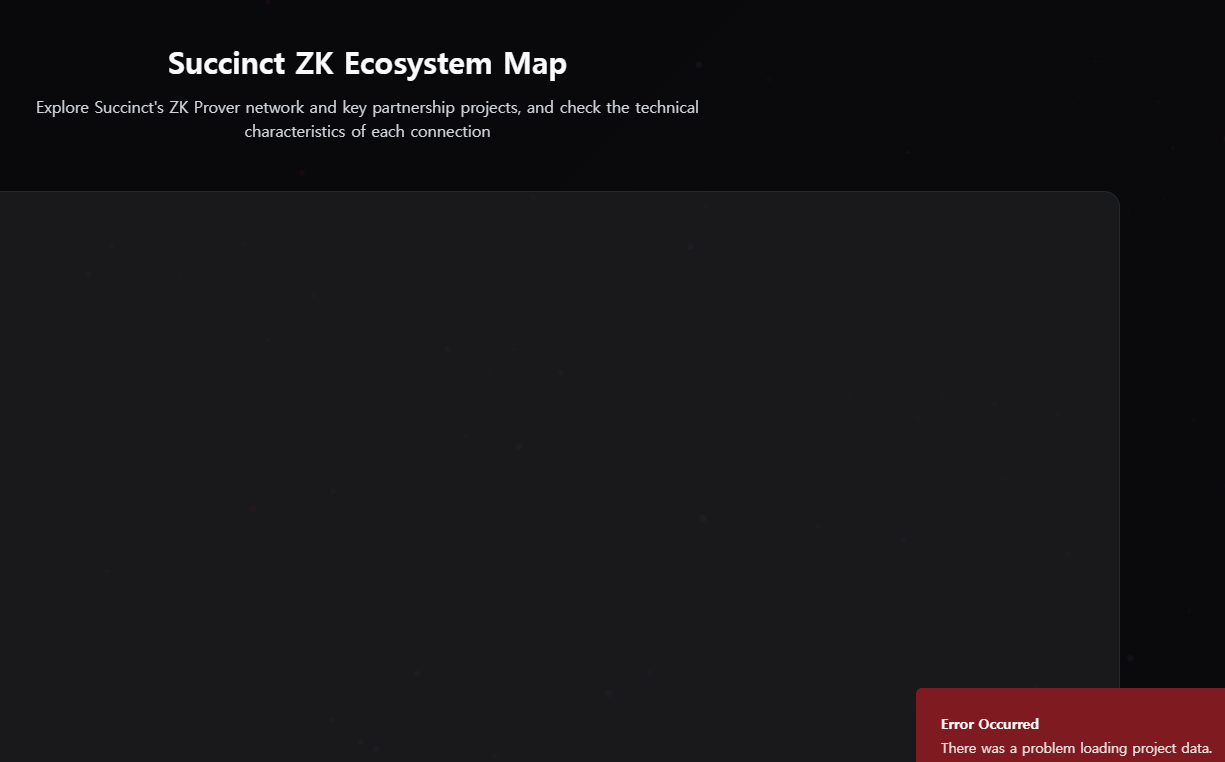 Succinct ZK Ecosystem Map
Explore Succinct's ZK Prover network and key partnership projects, and check the technical
characteristics of each connection
Error Occurred
There was a problem loading project data.